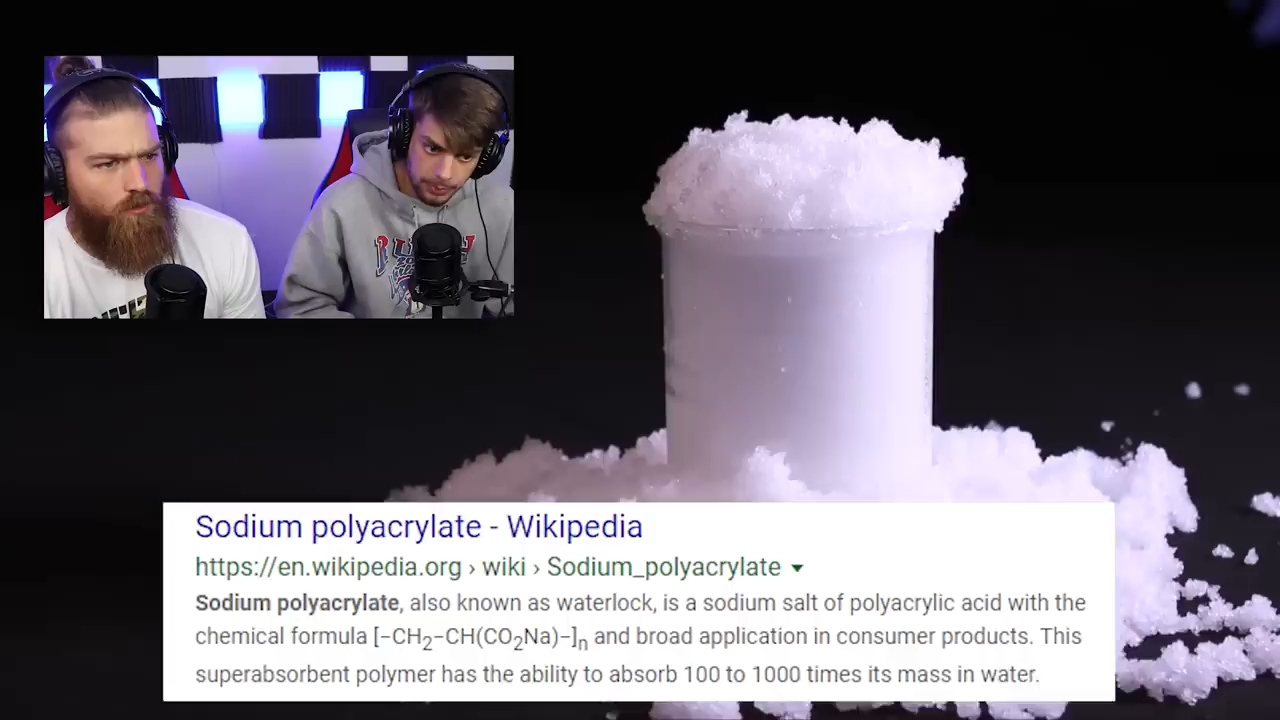 Sodium polyacrylate - Wikipedia
https://en.wikipedia.org › wiki › Sodium_polyacrylate
Sodium polyacrylate, also known as waterlock, is a sodium salt of polyacrylic acid with the
chemical formula [−CH₂−CH(CO₂Na)−]ₙ and broad application in consumer products. This
superabsorbent polymer has the ability to absorb 100 to 1000 times its mass in water.